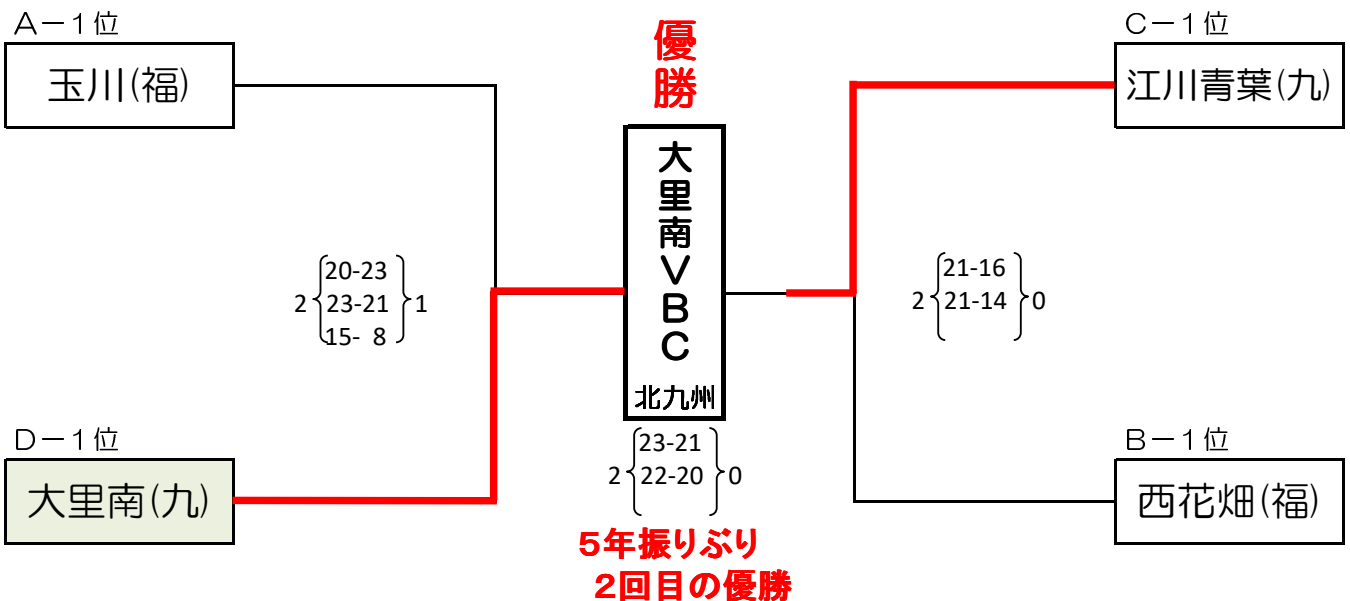 A－1位
玉川(福)
優勝
C－1位
江川青葉(九)
大里南VBC
北九州
20-23
2 23-21 1
15- 8
21-16
2 21-14 0
D－1位
大里南(九)
23-21
2 22-20 0
B－1位
西花畑(福)
5年振りぶり
2回目の優勝